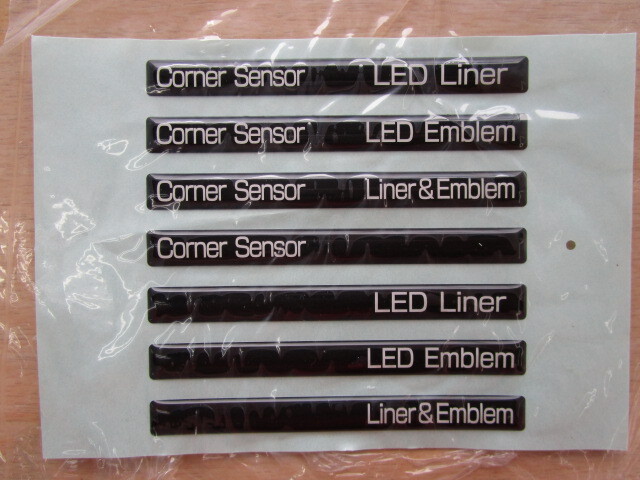 Corner Sensor LED Liner
Corner Sensor LED Emblem
Corner Sensor Liner&Emblem
Corner Sensor
LED Liner
LED Emblem
Liner&Emblem